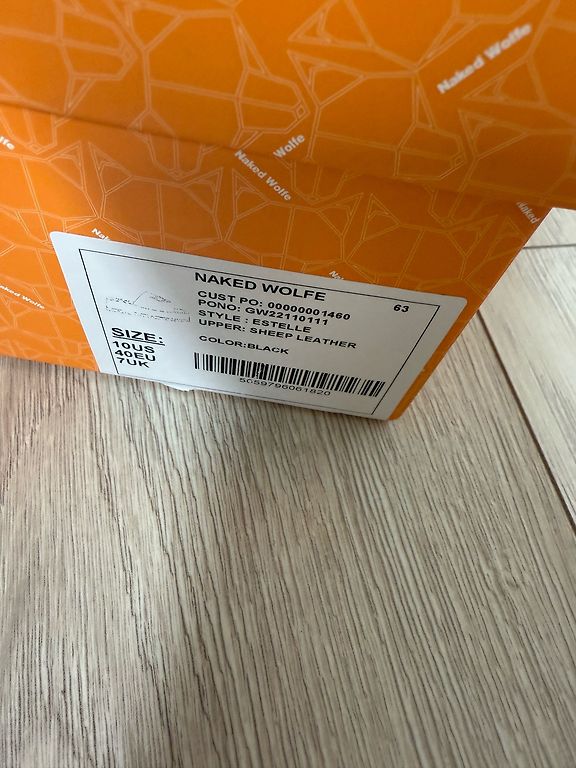 Naked Wolfe
Wolfe
Naked Wolfe
Naked
Naked Wolfe
NAKED WOLFE
63
CUST PO: 00000001460
PONO: GW22110111
STYLE : ESTELLE
UPPER: SHEEP LEATHER
COLOR:BLACK
SIZE:
10US
40EU
7UK
5059796061820